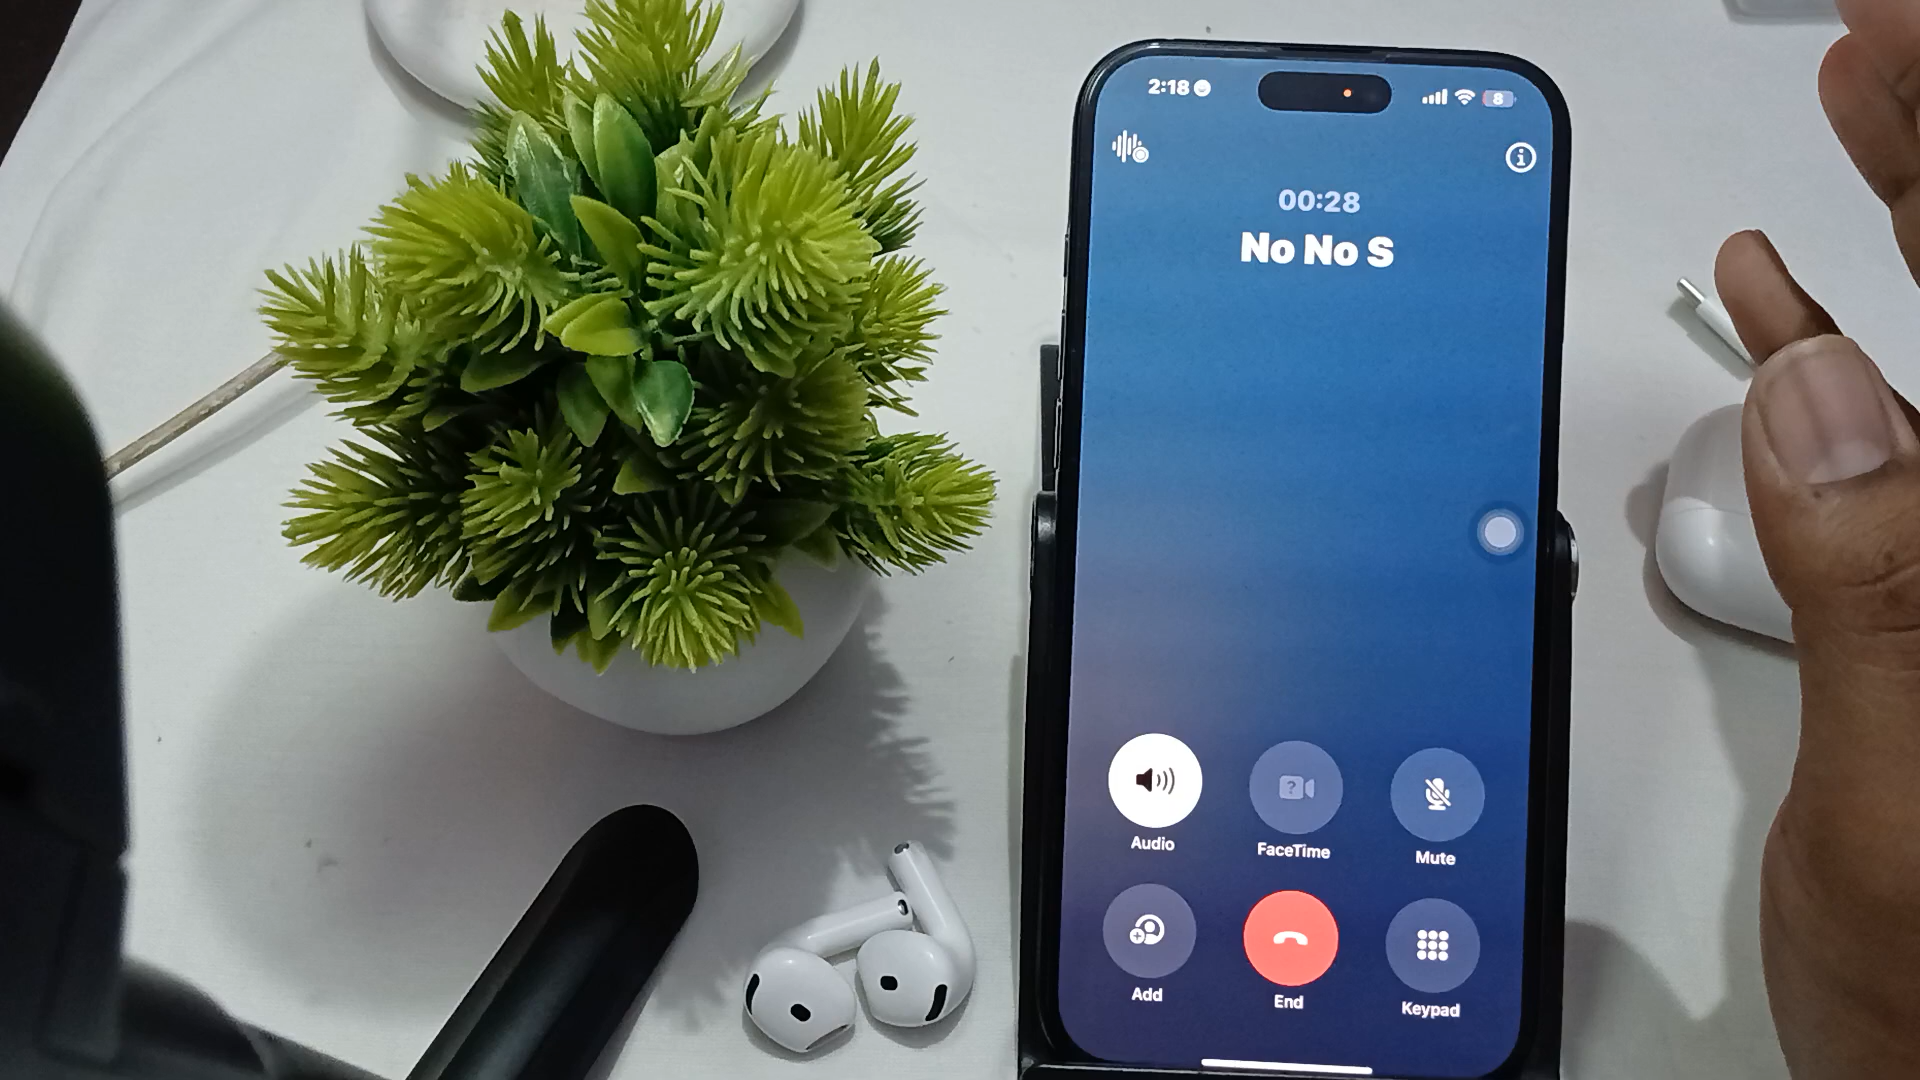 2:18
8
00:28
No No S
?
Audio
FaceTime
Mute
Add
End
Keypad